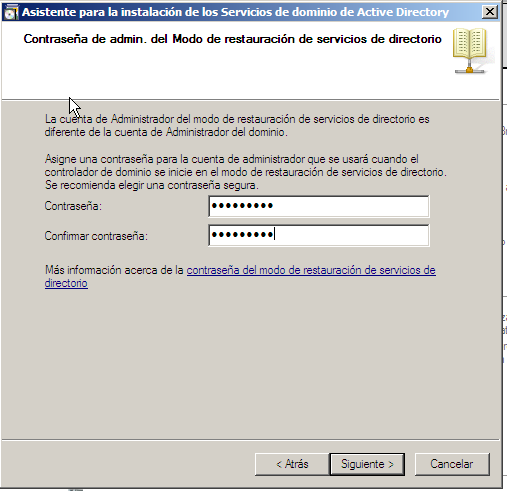 Asistente para la instalación de los Servicios de dominio de Active Directory
Contraseña de admin. del Modo de restauración de servicios de directorio
La cuenta de Administrador del modo de restauración de servicios de directorio es
diferente de la cuenta de Administrador del dominio.
Asigne una contraseña para la cuenta de administrador que se usará cuando el
controlador de dominio se inicie en el modo de restauración de servicios de directorio.
Se recomienda elegir una contraseña segura.
Contraseña: •••••••••
Confirmar contraseña: •••••••••
Más información acerca de la contraseña del modo de restauración de servicios de
directorio
< Atrás Siguiente > Cancelar